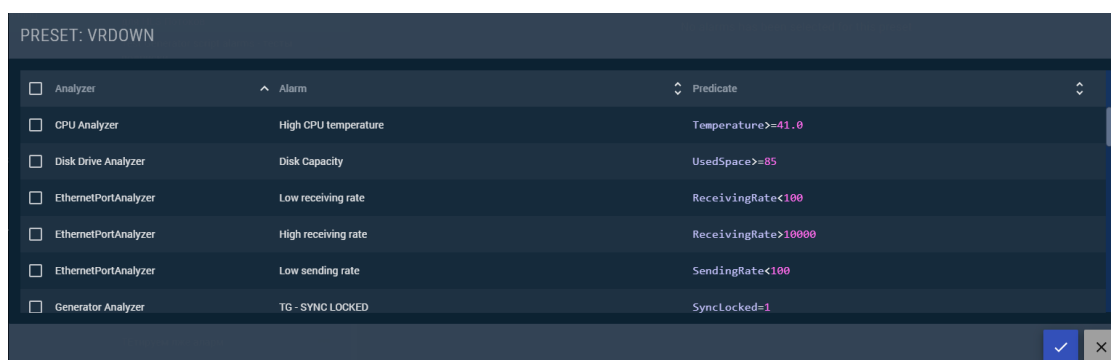 PRESET: VRDOWN
Analyzer Alarm Predicate
CPU Analyzer High CPU temperature Temperature>=41.0
Disk Drive Analyzer Disk Capacity UsedSpace>=85
EthernetPortAnalyzer Low receiving rate ReceivingRate<100
EthernetPortAnalyzer High receiving rate ReceivingRate>10000
EthernetPortAnalyzer Low sending rate SendingRate<100
Generator Analyzer TG - SYNC LOCKED SyncLocked=1